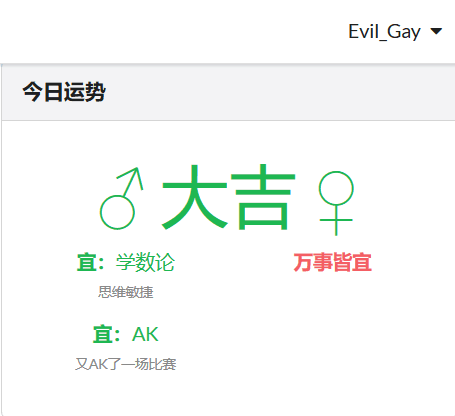 Evil_Gay
今日运势
♂大吉♀
宜：学数论
万事皆宜
思维敏捷
宜：AK
又AK了一场比赛